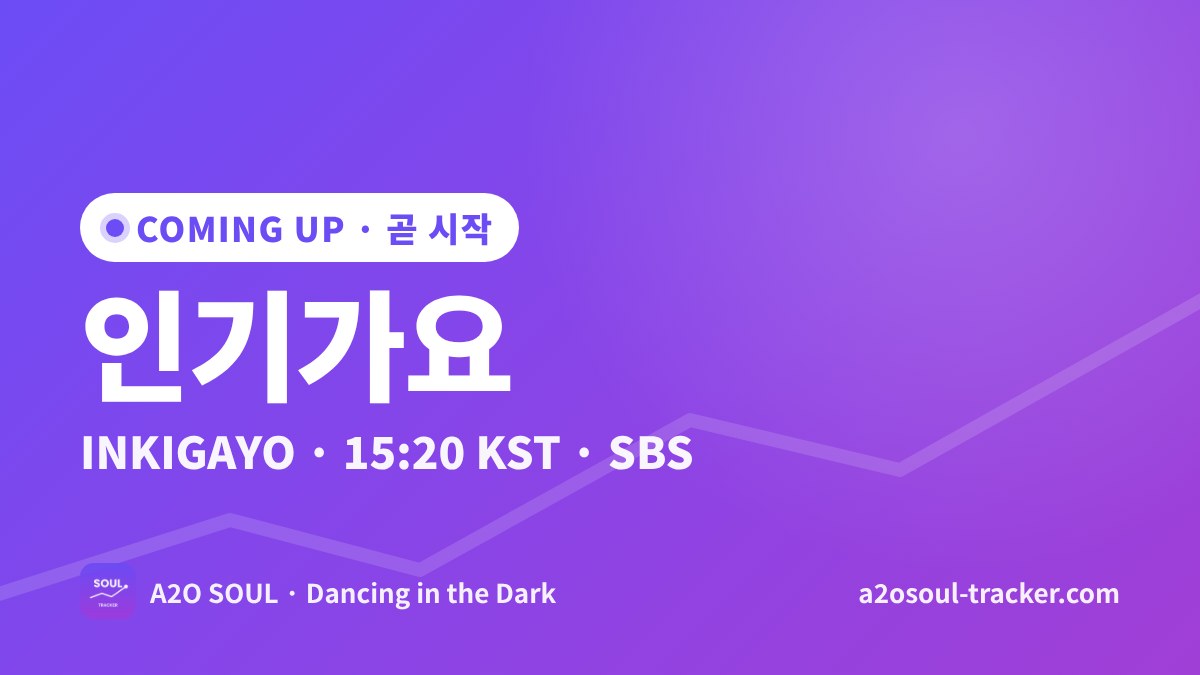 COMING UP · 곧 시작
인기가요
INKIGAYO · 15:20 KST · SBS
SOUL
TRACKER
A2O SOUL · Dancing in the Dark
a2osoul-tracker.com